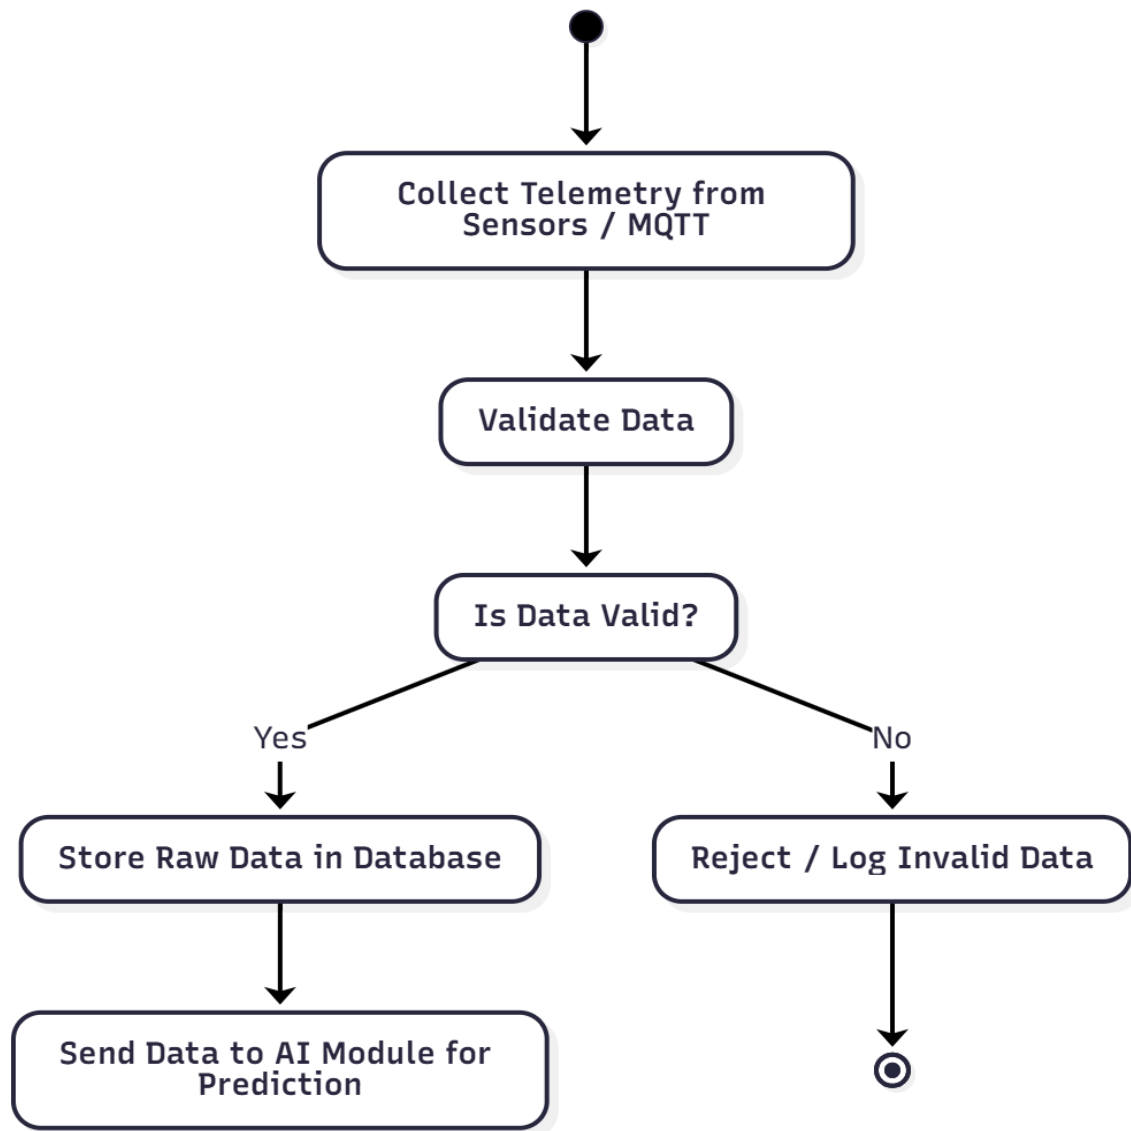 Collect Telemetry from
Sensors / MQTT
Validate Data
Is Data Valid?
Yes
No
Store Raw Data in Database
Reject / Log Invalid Data
Send Data to AI Module for
Prediction